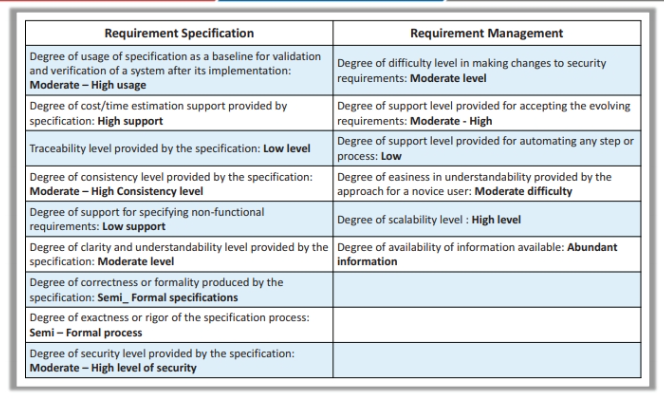 Requirement Specification
Requirement Management
Degree of usage of specification as a baseline for validation
and verification of a system after its implementation:
Moderate – High usage
Degree of difficulty level in making changes to security
requirements: Moderate level
Degree of cost/time estimation support provided by
specification: High support
Degree of support level provided for accepting the evolving
requirements: Moderate - High
Traceability level provided by the specification: Low level
Degree of support level provided for automating any step or
process: Low
Degree of consistency level provided by the specification:
Moderate – High Consistency level
Degree of easiness in understandability provided by the
approach for a novice user: Moderate difficulty
Degree of support for specifying non-functional
requirements: Low support
Degree of scalability level : High level
Degree of clarity and understandability level provided by the
specification: Moderate level
Degree of availability of information available: Abundant
information
Degree of correctness or formality produced by the
specification: Semi_ Formal specifications
Degree of exactness or rigor of the specification process:
Semi – Formal process
Degree of security level provided by the specification:
Moderate – High level of security